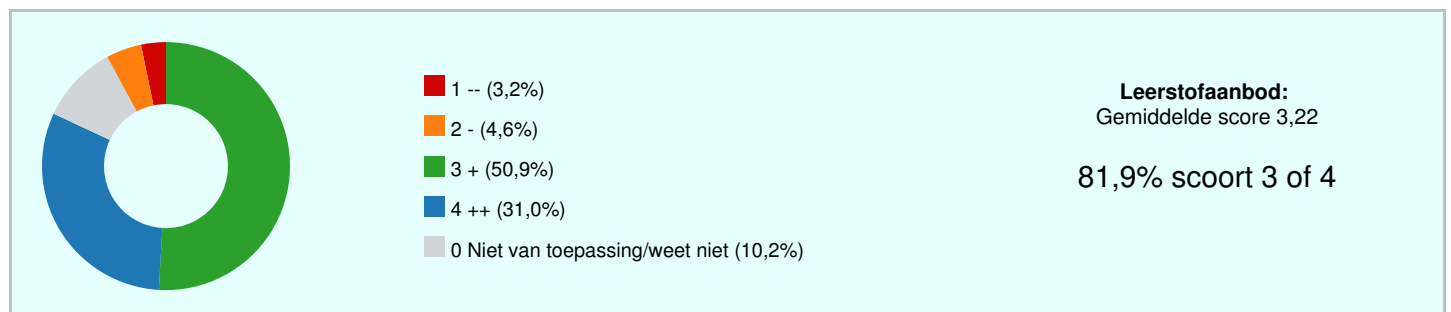 1 -- (3,2%)
2 - (4,6%)
3 + (50,9%)
4 ++ (31,0%)
0 Niet van toepassing/weet niet (10,2%)
Leerstofaanbod:
Gemiddelde score 3,22
81,9% scoort 3 of 4